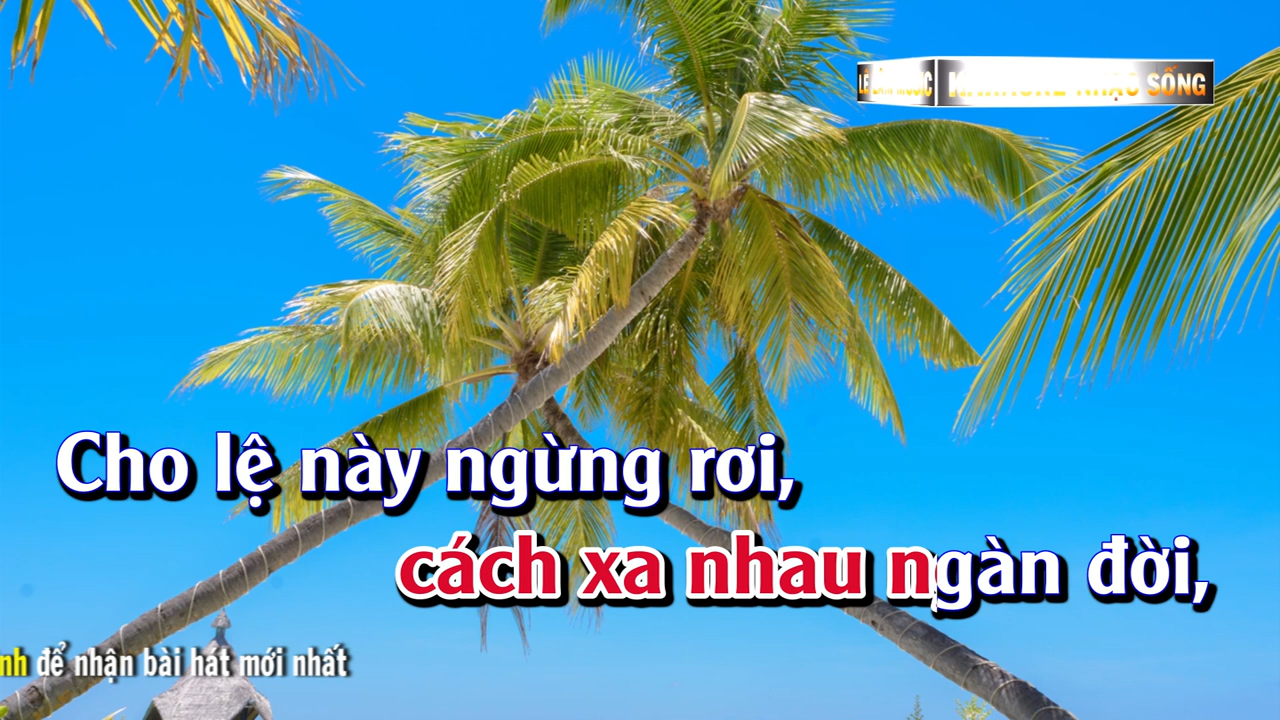 KARAOKE NHẠC SỐNG
Cho lệ này ngừng rơi,
cách xa nhau ngàn đời,
nh để nhận bài hát mới nhất